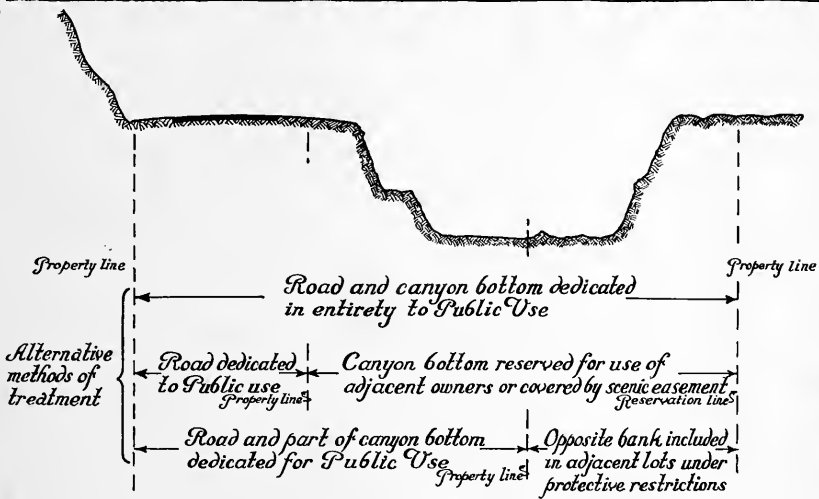 Property line
Property line
Road and canyon bottom dedicated
in entirety to Public Use
Alternative
methods of
treatment
Road dedicated
to Public use
Property line
Canyon bottom reserved for use of
adjacent owners or covered by scenic easement
Reservation line
Road and part of canyon bottom
dedicated for Public Use
Property line
Opposite bank included
in adjacent lots under
protective restrictions